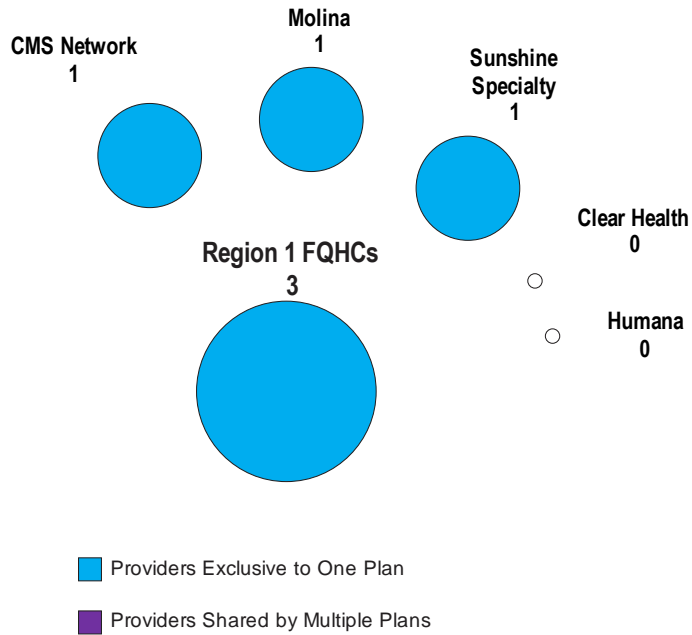 Molina
1
CMS Network
1
Sunshine
Specialty
1
Clear Health
0
Region 1 FQHCs
3
Humana
0
Providers Exclusive to One Plan
Providers Shared by Multiple Plans